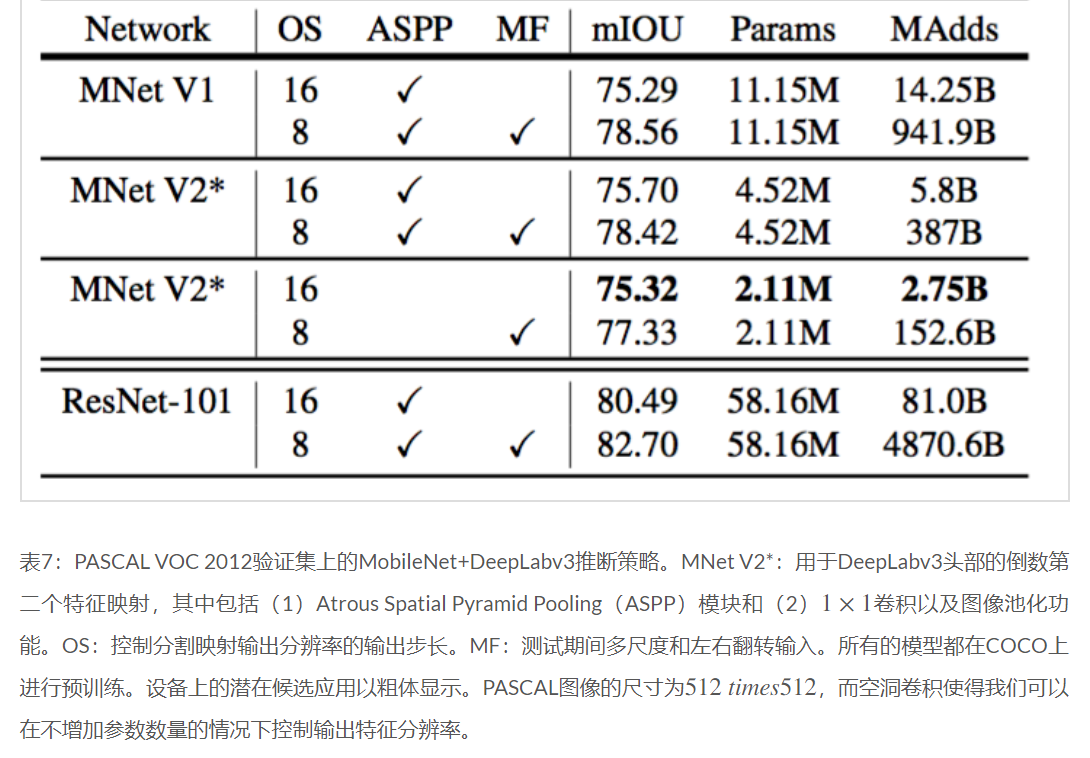 Network OS ASPP MF mIOU Params MAdds
MNet V1 16 ✓ 75.29 11.15M 14.25B
8 ✓ ✓ 78.56 11.15M 941.9B
MNet V2* 16 ✓ 75.70 4.52M 5.8B
8 ✓ ✓ 78.42 4.52M 387B
MNet V2* 16 75.32 2.11M 2.75B
8 ✓ 77.33 2.11M 152.6B
ResNet-101 16 ✓ 80.49 58.16M 81.0B
8 ✓ ✓ 82.70 58.16M 4870.6B
表7：PASCAL VOC 2012验证集上的MobileNet+DeepLabv3推断策略。MNet V2*：用于DeepLabv3头部的倒数第
二个特征映射，其中包括（1）Atrous Spatial Pyramid Pooling（ASPP）模块和（2）1 × 1卷积以及图像池化功
能。OS：控制分割映射输出分辨率的输出步长。MF：测试期间多尺度和左右翻转输入。所有的模型都在COCO上
进行预训练。设备上的潜在候选应用以粗体显示。PASCAL图像的尺寸为512 times512，而空洞卷积使得我们可以
在不增加参数数量的情况下控制输出特征分辨率。